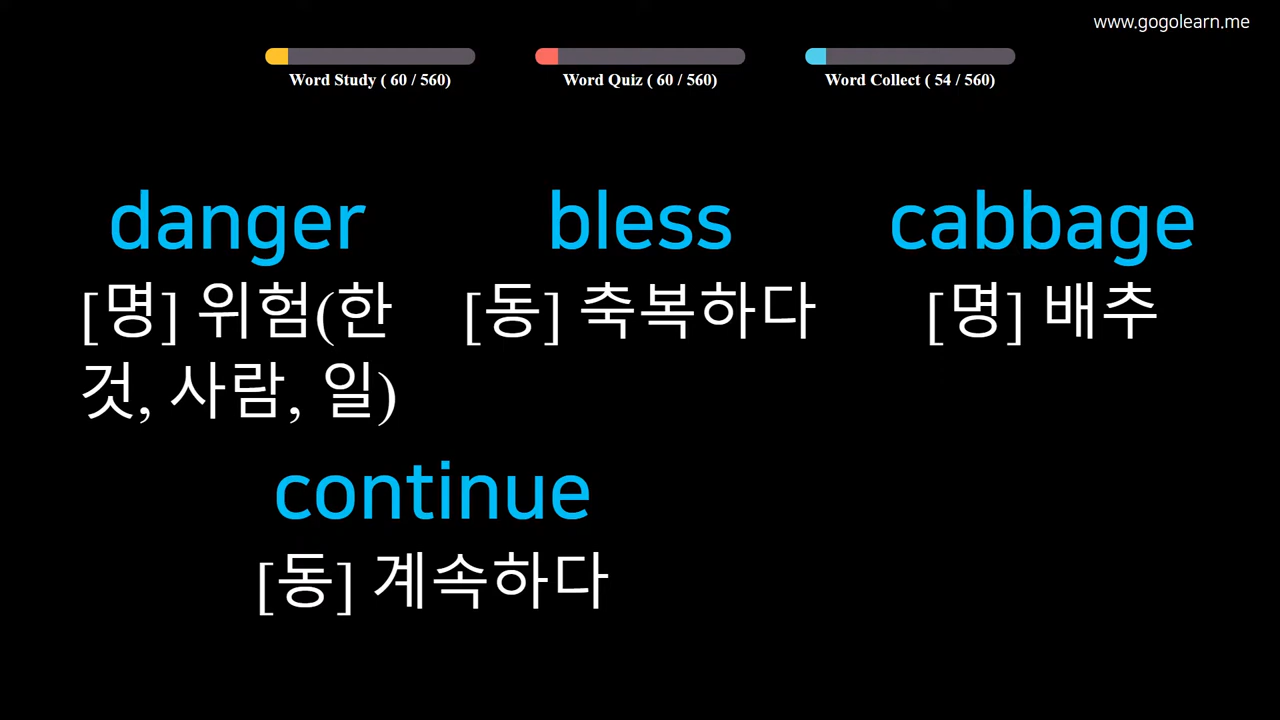 www.gogolearn.me
Word Study ( 60 / 560)
Word Quiz ( 60 / 560)
Word Collect ( 54 / 560)
danger
[명] 위험(한
것, 사람, 일)
bless
[동] 축복하다
cabbage
[명] 배추
continue
[동] 계속하다